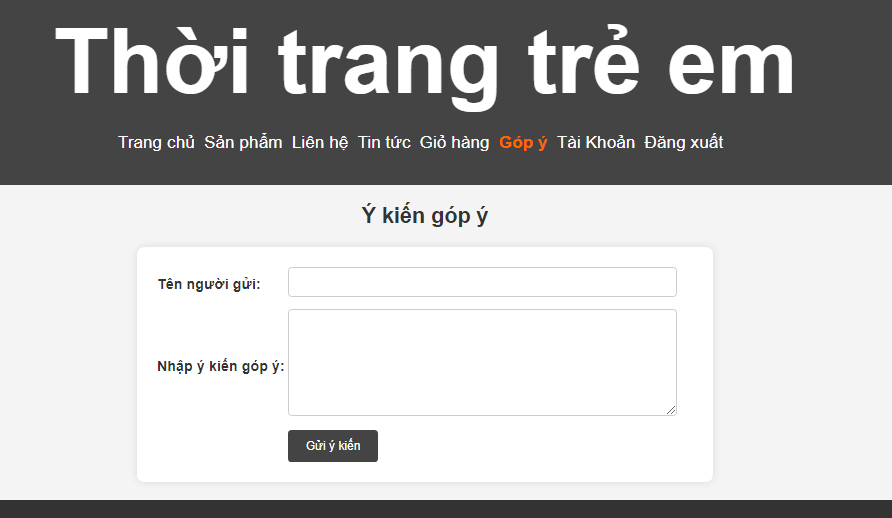 Thời trang trẻ em
Trang chủ Sản phẩm Liên hệ Tin tức Giỏ hàng Góp ý Tài Khoản Đăng xuất
Ý kiến góp ý
Tên người gửi:
Nhập ý kiến góp ý:
Gửi ý kiến